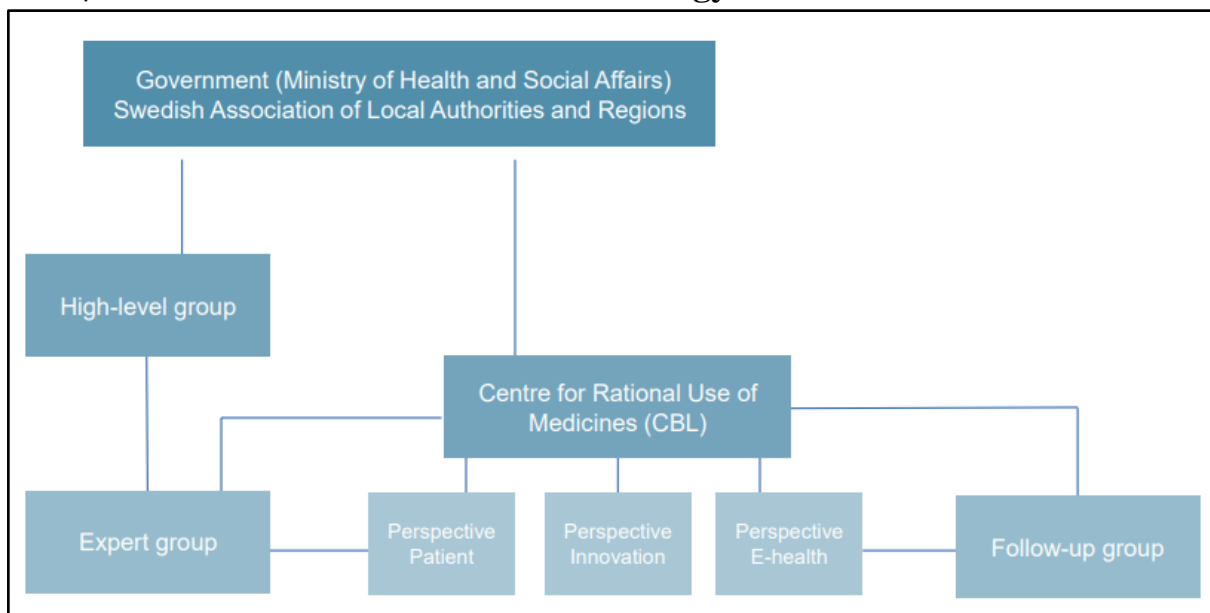 Government (Ministry of Health and Social Affairs)
Swedish Association of Local Authorities and Regions
High-level group
Centre for Rational Use of
Medicines (CBL)
Expert group
Perspective
Patient
Perspective
Innovation
Perspective
E-health
Follow-up group